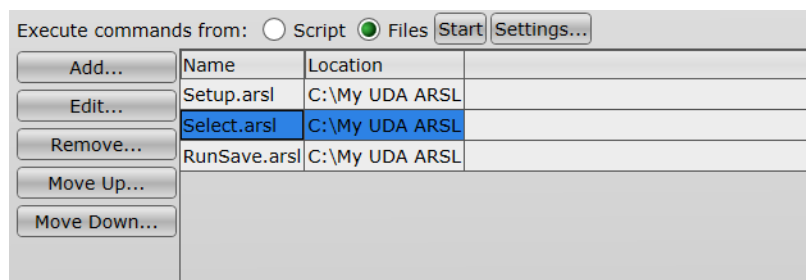 Execute commands from: Script Files Start Settings...
Add... Name Location
Edit... Setup.arsl C:\My UDA ARSL
Select.arsl C:\My UDA ARSL
Remove... RunSave.arsl C:\My UDA ARSL
Move Up...
Move Down...